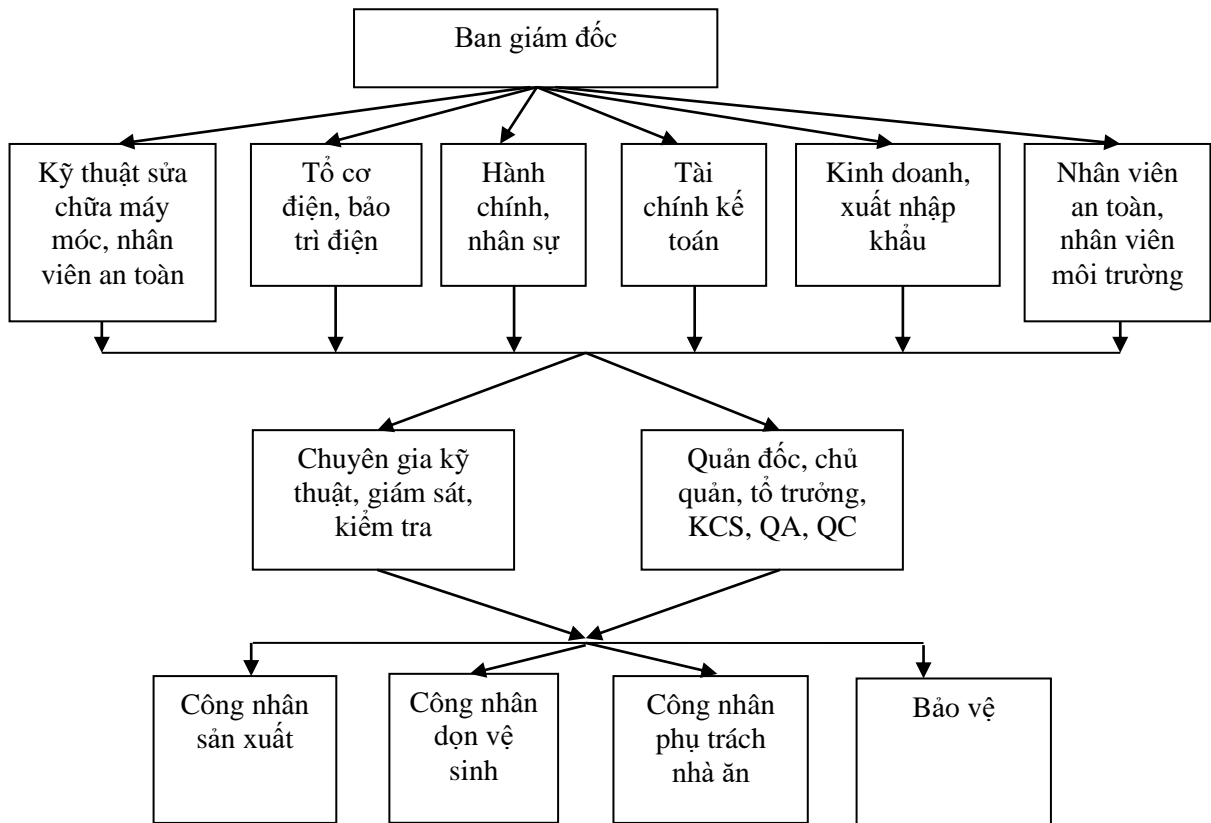 Ban giám đốc
Kỹ thuật sửa
chữa máy
móc, nhân
viên an toàn
Tổ cơ
điện, bảo
trì điện
Hành
chính,
nhân sự
Tài
chính kế
toán
Kinh doanh,
xuất nhập
khẩu
Nhân viên
an toàn,
nhân viên
môi trường
Chuyên gia kỹ
thuật, giám sát,
kiểm tra
Quản đốc, chủ
quản, tổ trưởng,
KCS, QA, QC
Công nhân
sản xuất
Công nhân
dọn vệ
sinh
Công nhân
phụ trách
nhà ăn
Bảo vệ